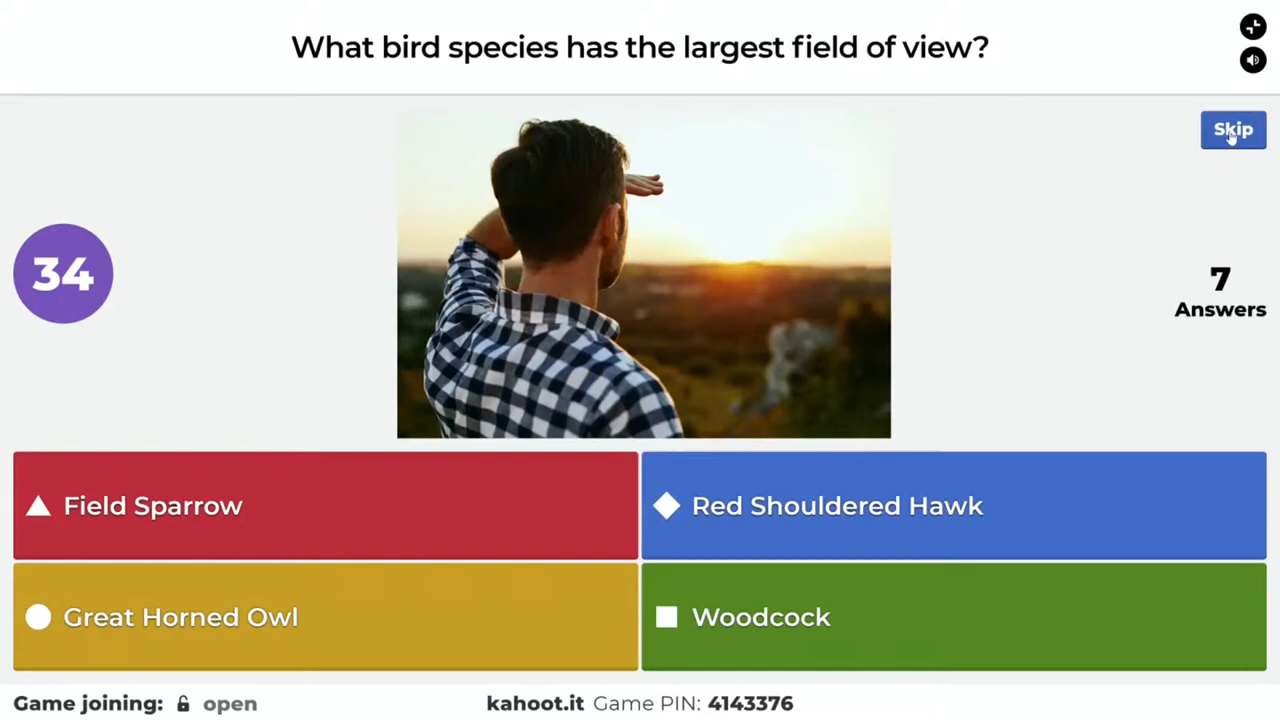 What bird species has the largest field of view?
Skip
34
7
Answers
Field Sparrow
Red Shouldered Hawk
Great Horned Owl
Woodcock
Game joining: open
kahoot.it Game PIN: 4143376